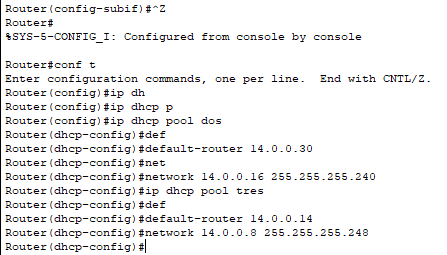 Router(config-subif)#^Z
Router#
%SYS-5-CONFIG_I: Configured from console by console
Router#conf t
Enter configuration commands, one per line. End with CNTL/Z.
Router(config)#ip dh
Router(config)#ip dhcp p
Router(config)#ip dhcp pool dos
Router(dhcp-config)#def
Router(dhcp-config)#default-router 14.0.0.30
Router(dhcp-config)#net
Router(dhcp-config)#network 14.0.0.16 255.255.255.240
Router(dhcp-config)#ip dhcp pool tres
Router(dhcp-config)#def
Router(dhcp-config)#default-router 14.0.0.14
Router(dhcp-config)#network 14.0.0.8 255.255.255.248
Router(dhcp-config)#